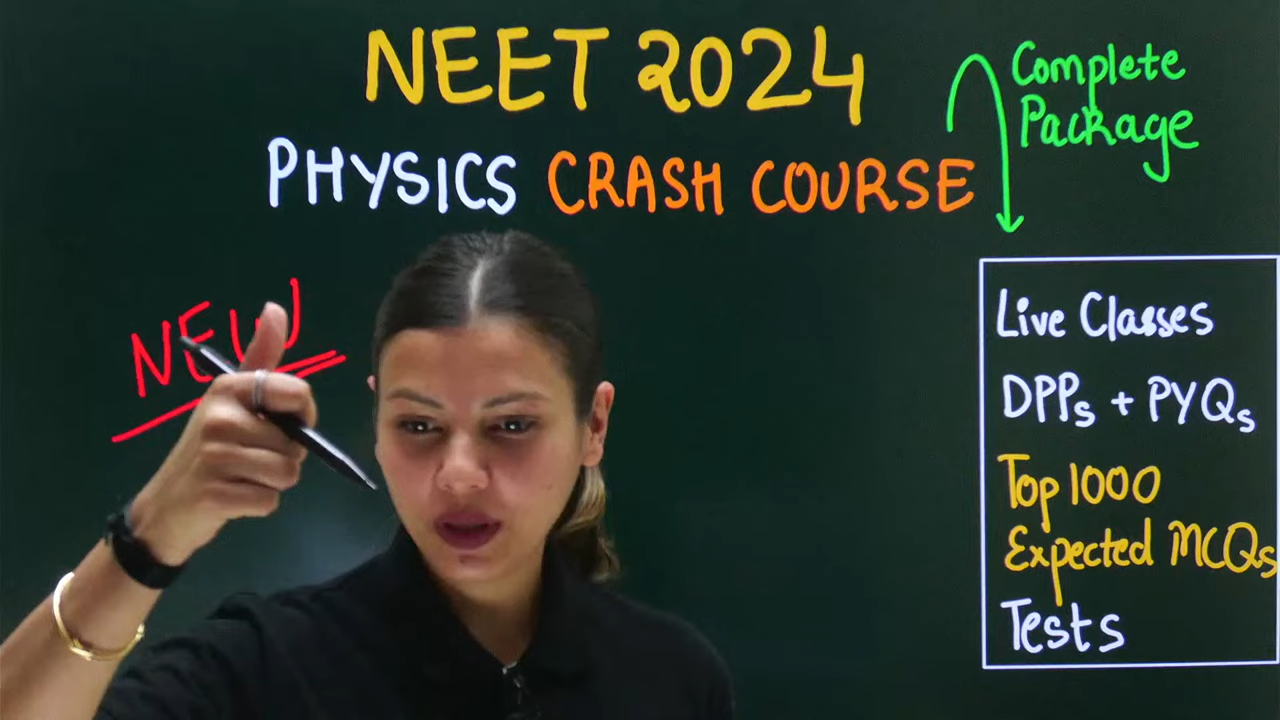 NEET 2024
PHYSICS CRASH COURSE
Complete
Package
NEW
Live Classes
DPPs + PYQs
Top 1000
Expected MCQs
Tests